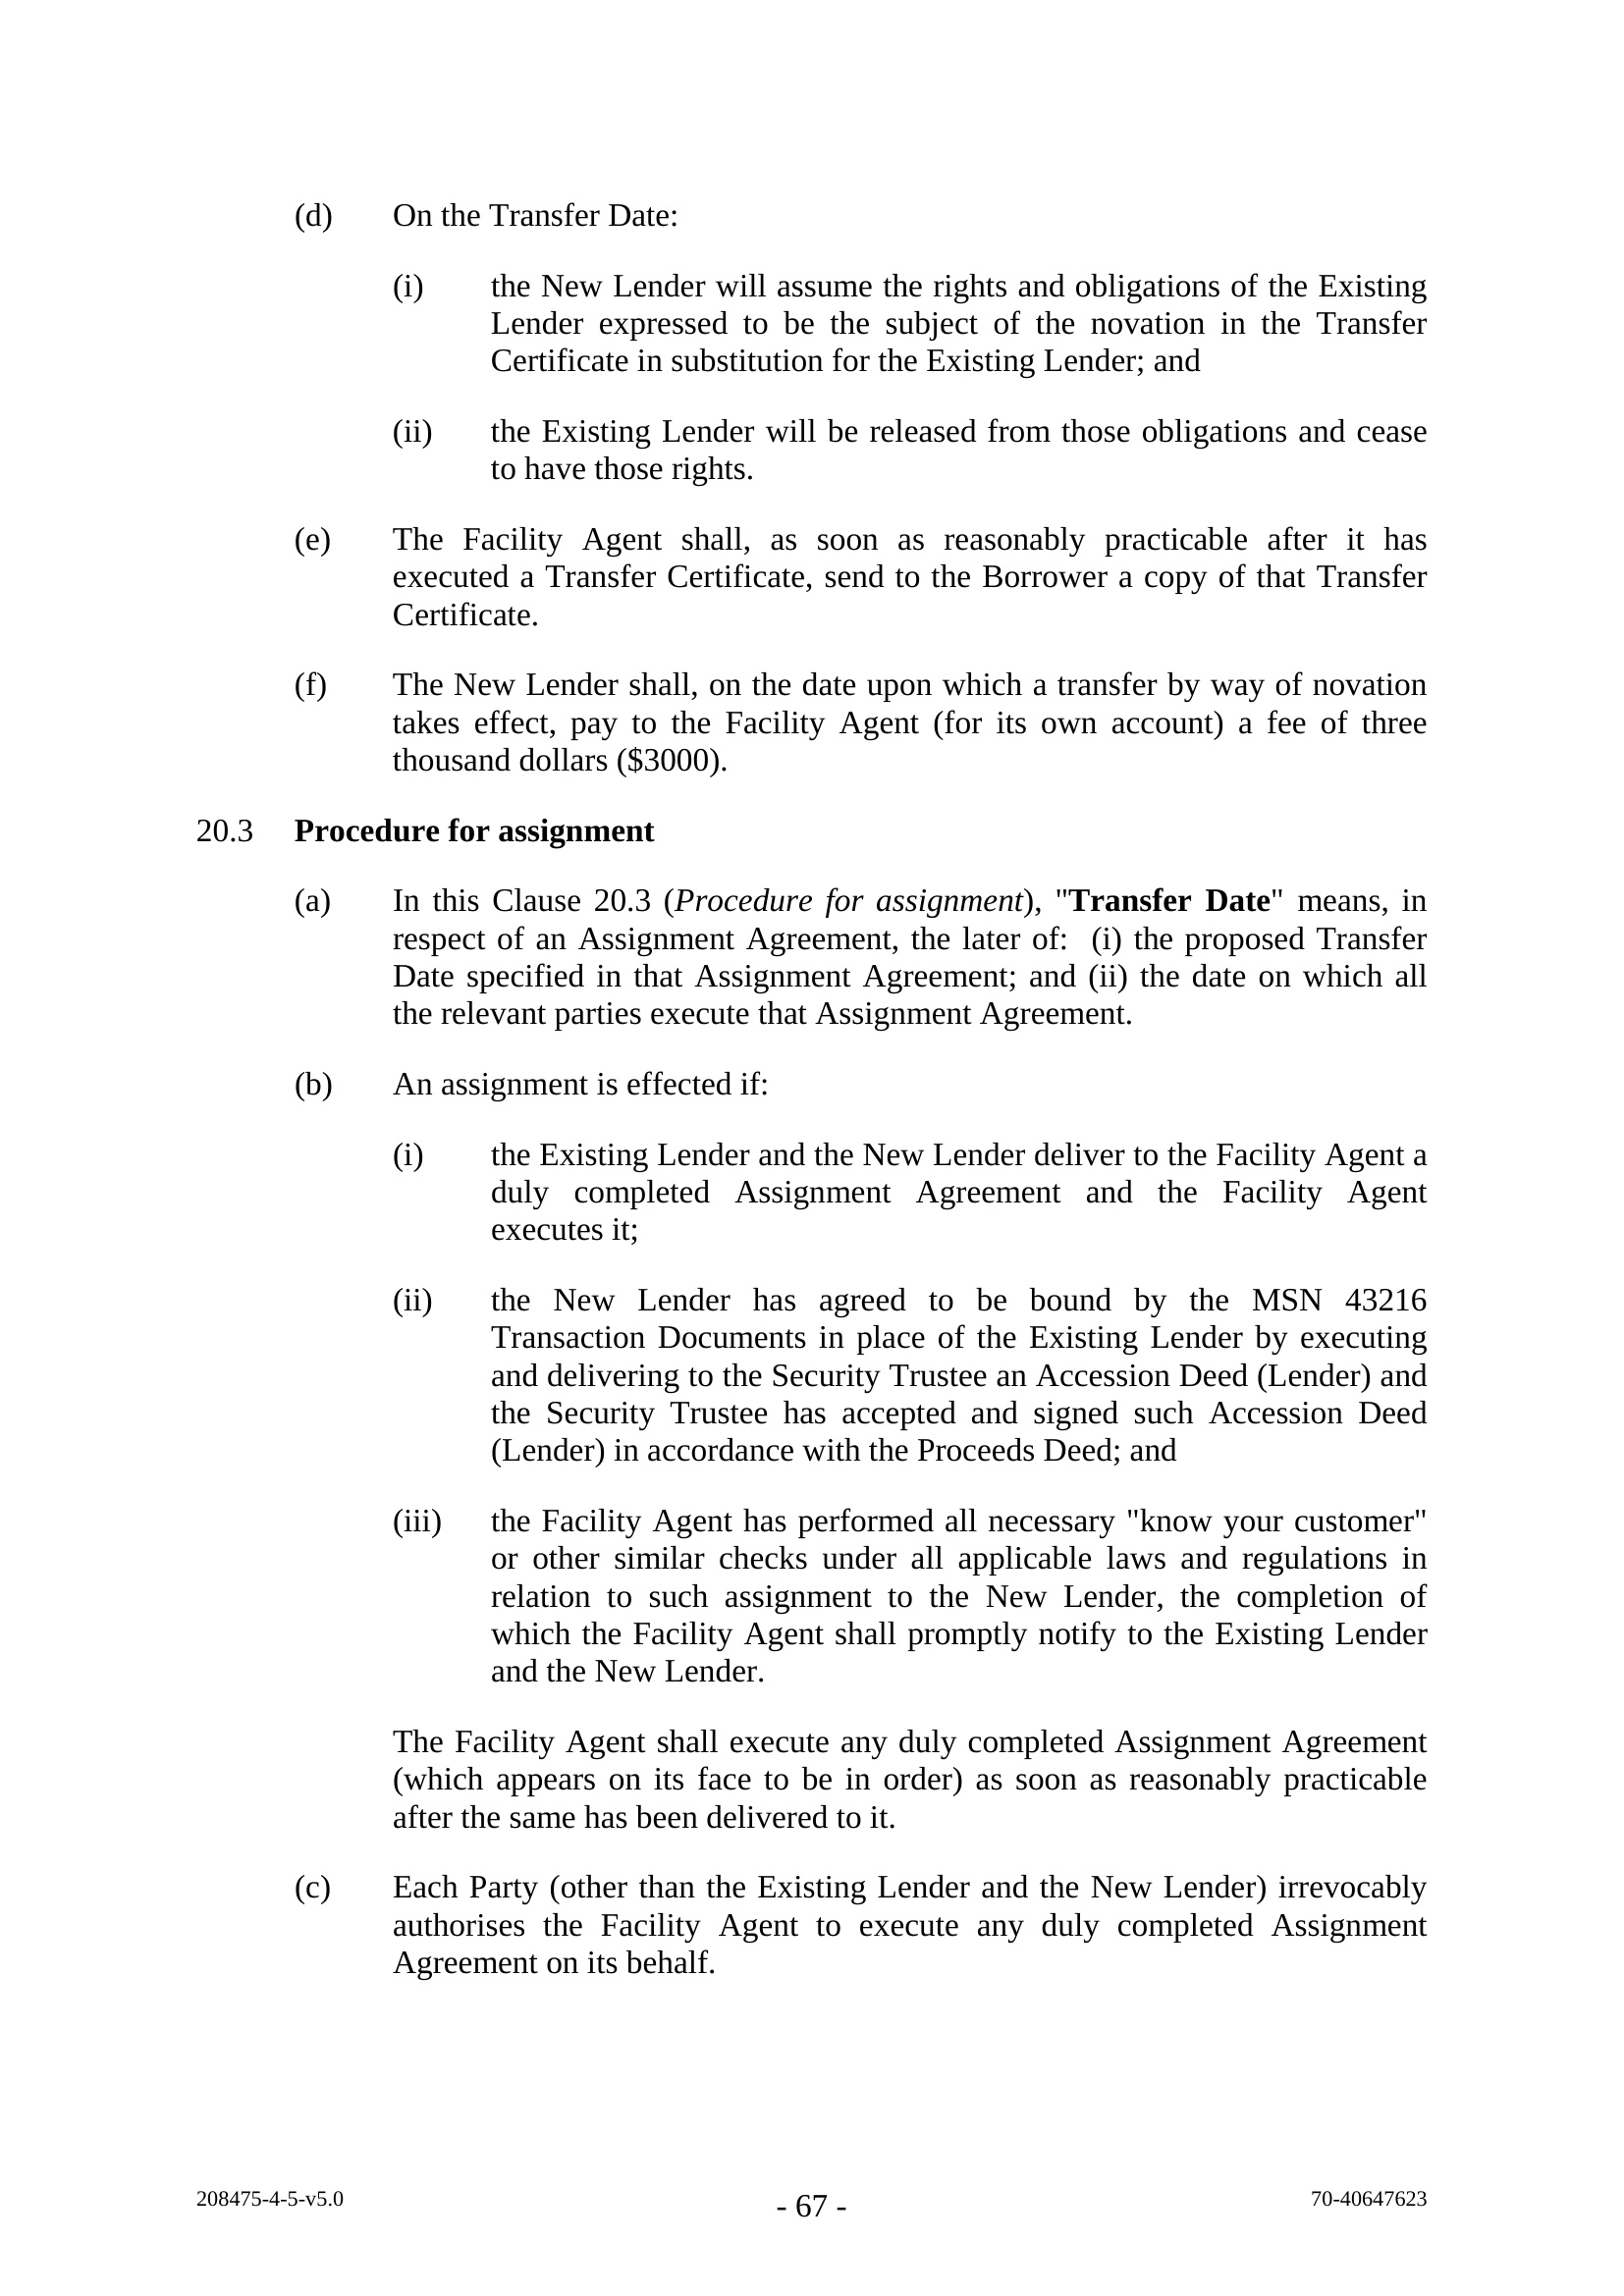 (d) On the Transfer Date:
(i) the New Lender will assume the rights and obligations of the Existing
Lender expressed to be the subject of the novation in the Transfer
Certificate in substitution for the Existing Lender; and
(ii) the Existing Lender will be released from those obligations and cease
to have those rights.
(e) The Facility Agent shall, as soon as reasonably practicable after it has
executed a Transfer Certificate, send to the Borrower a copy of that Transfer
Certificate.
(f) The New Lender shall, on the date upon which a transfer by way of novation
takes effect, pay to the Facility Agent (for its own account) a fee of three
thousand dollars ($3000).
20.3 Procedure for assignment
(a) In this Clause 20.3 (Procedure for assignment), "Transfer Date" means, in
respect of an Assignment Agreement, the later of: (i) the proposed Transfer
Date specified in that Assignment Agreement; and (ii) the date on which all
the relevant parties execute that Assignment Agreement.
(b) An assignment is effected if:
(i) the Existing Lender and the New Lender deliver to the Facility Agent a
duly completed Assignment Agreement and the Facility Agent
executes it;
(ii) the New Lender has agreed to be bound by the MSN 43216
Transaction Documents in place of the Existing Lender by executing
and delivering to the Security Trustee an Accession Deed (Lender) and
the Security Trustee has accepted and signed such Accession Deed
(Lender) in accordance with the Proceeds Deed; and
(iii) the Facility Agent has performed all necessary "know your customer"
or other similar checks under all applicable laws and regulations in
relation to such assignment to the New Lender, the completion of
which the Facility Agent shall promptly notify to the Existing Lender
and the New Lender.
The Facility Agent shall execute any duly completed Assignment Agreement
(which appears on its face to be in order) as soon as reasonably practicable
after the same has been delivered to it.
(c) Each Party (other than the Existing Lender and the New Lender) irrevocably
authorises the Facility Agent to execute any duly completed Assignment
Agreement on its behalf.
208475-4-5-v5.0 - 67 - 70-40647623